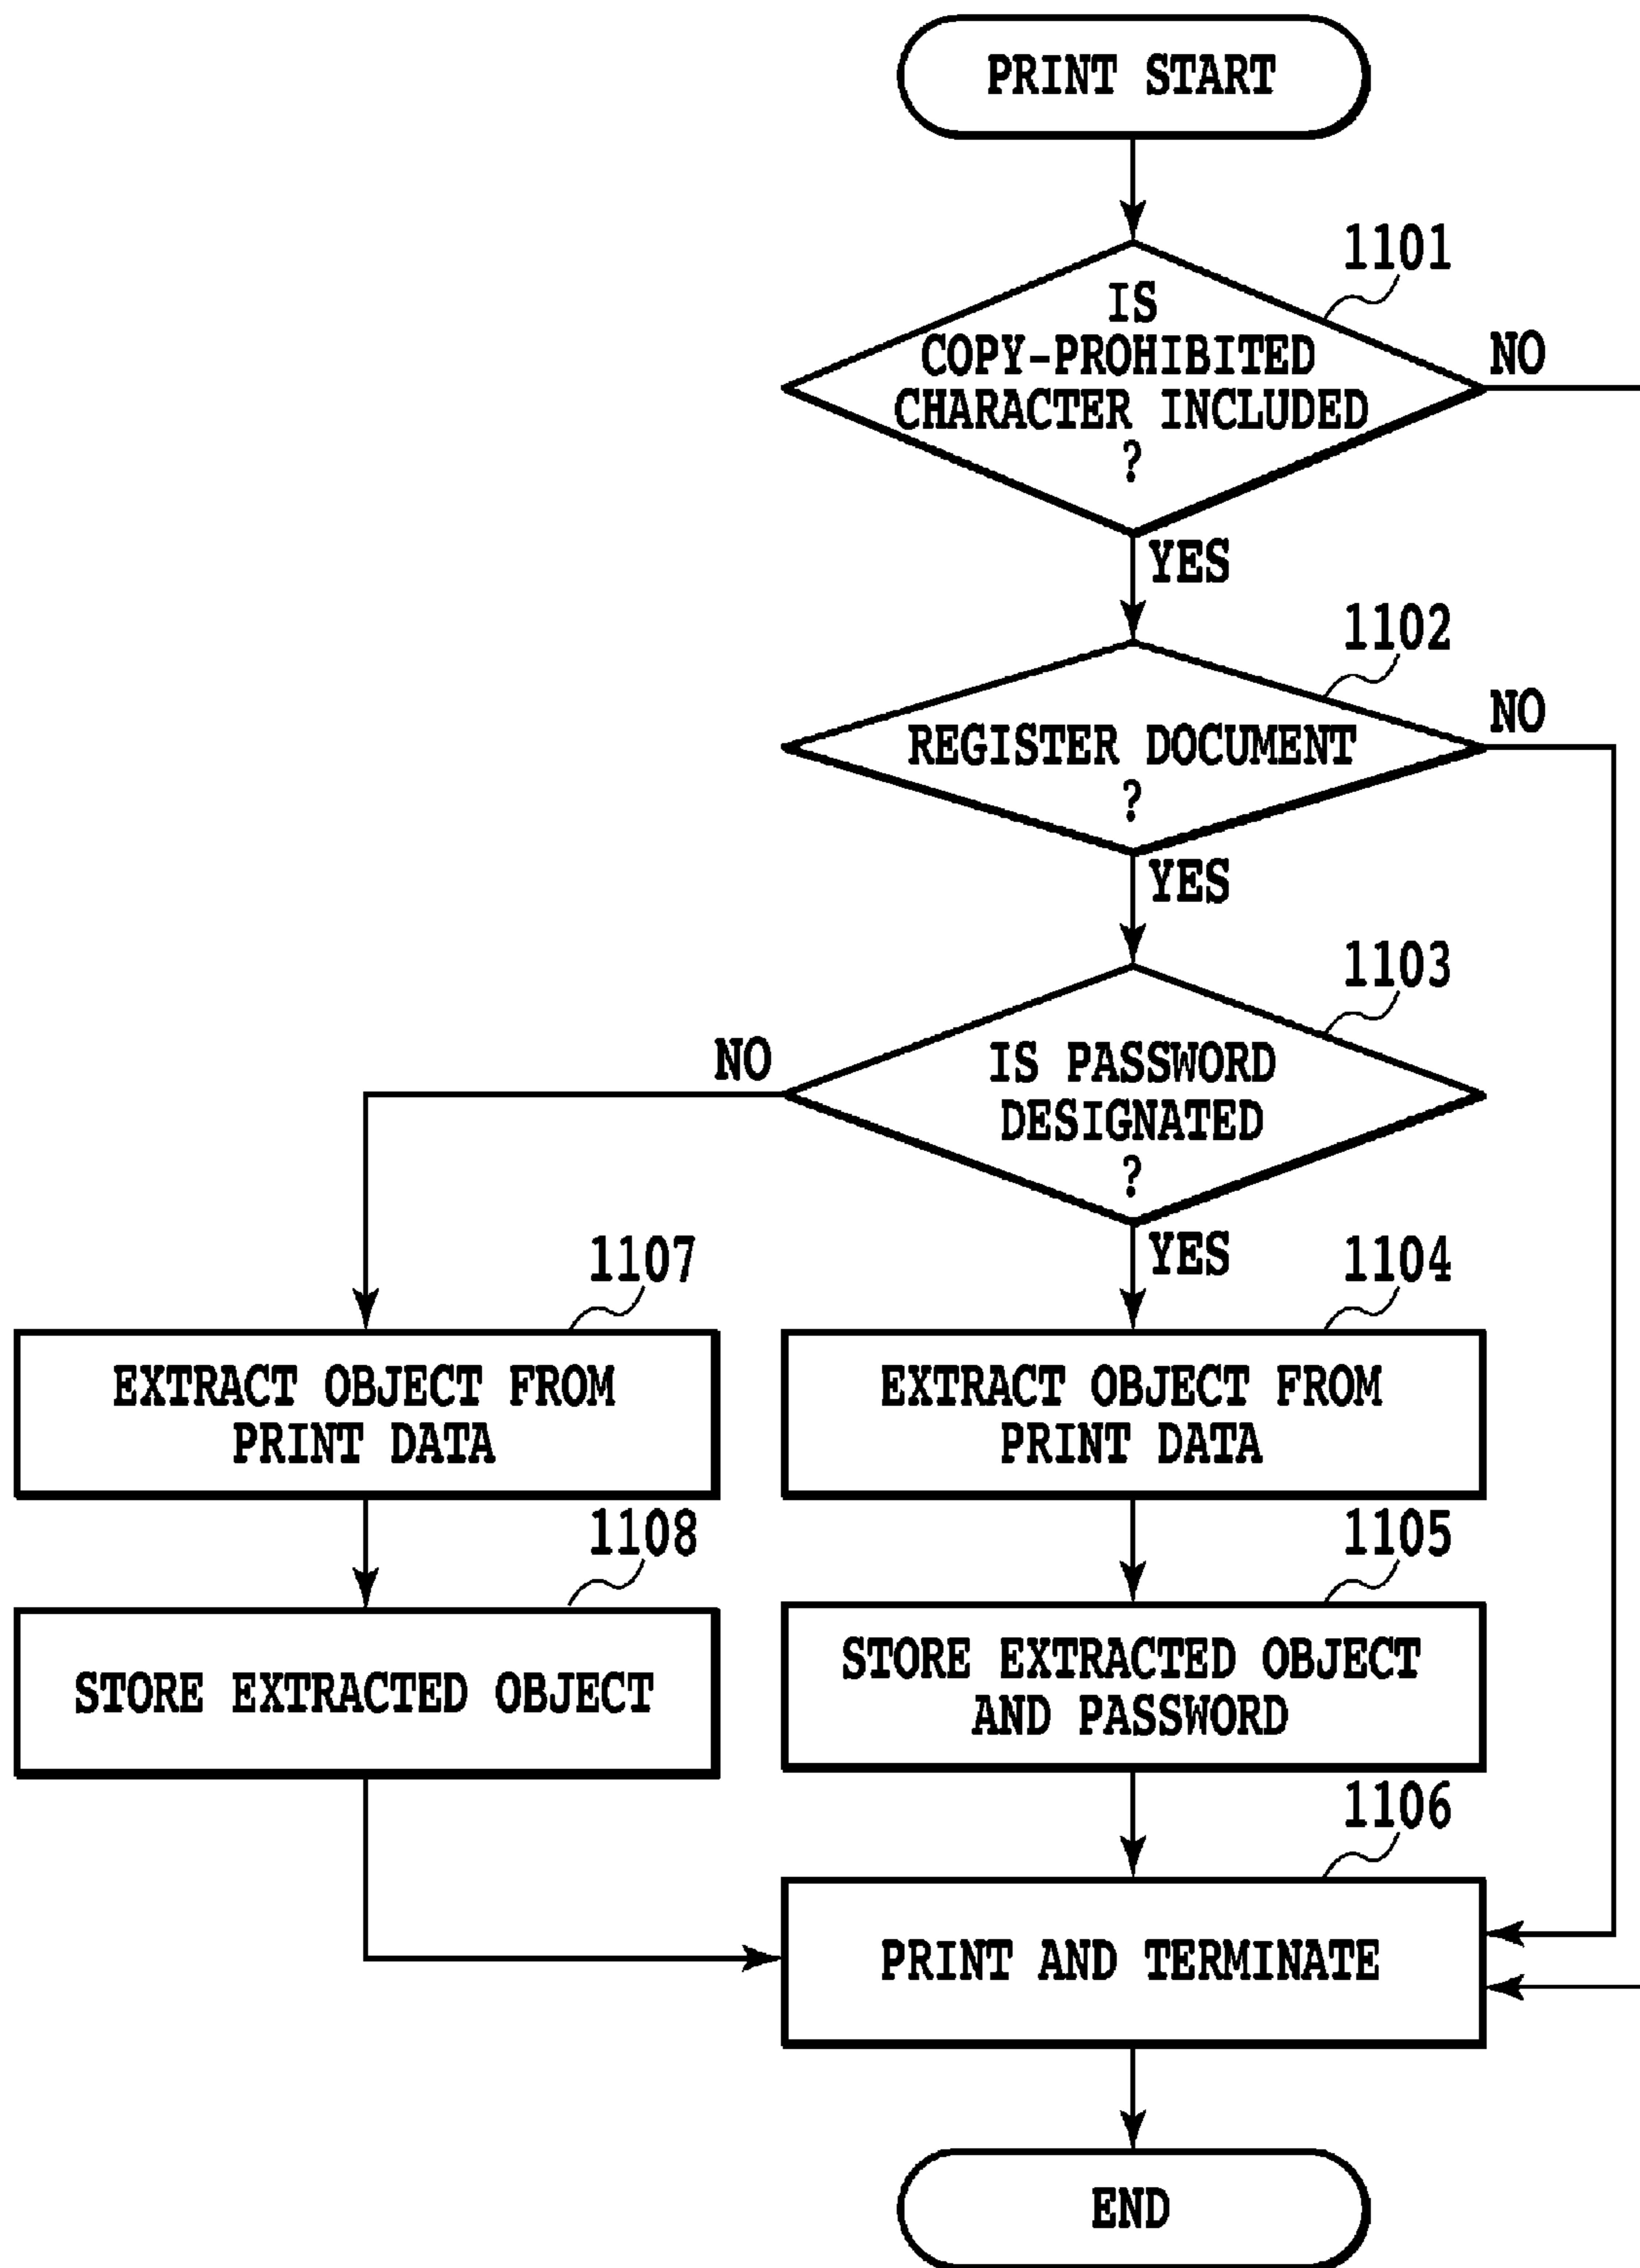 PRINT START
1101
IS
COPY-PROHIBITED
CHARACTER INCLUDED
?
NO
YES
1102
REGISTER DOCUMENT
?
NO
YES
1103
IS PASSWORD
DESIGNATED
?
NO
YES
1107
EXTRACT OBJECT FROM
PRINT DATA
1104
EXTRACT OBJECT FROM
PRINT DATA
1108
STORE EXTRACTED OBJECT
1105
STORE EXTRACTED OBJECT
AND PASSWORD
1106
PRINT AND TERMINATE
END